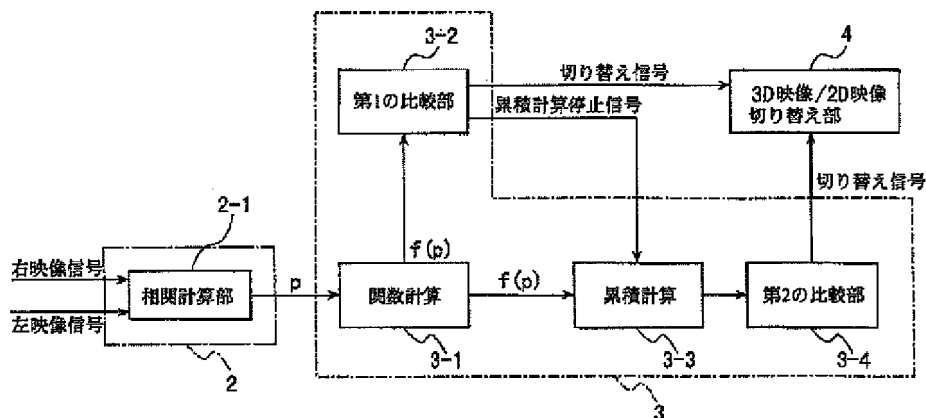 3-2
4
第1の比較部
切り替え信号
累積計算停止信号
3D映像/2D映像
切り替え部
切り替え信号
2-1
右映像信号
左映像信号
相関計算部
p
f(p)
関数計算
f(p)
累積計算
第2の比較部
2
3-1
3-3
3-4
3